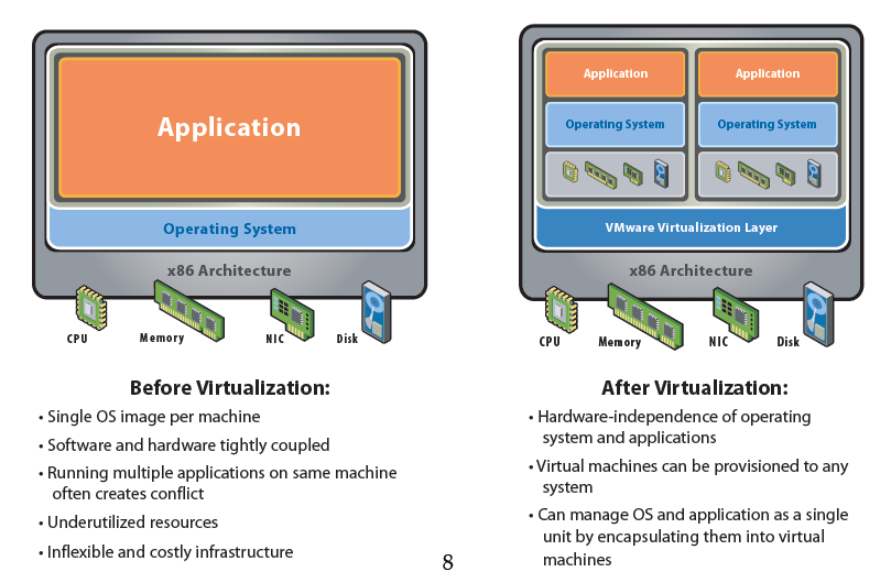 Application
Operating System
x86 Architecture
CPU
Memory
NIC
Disk
Before Virtualization:
• Single OS image per machine
• Software and hardware tightly coupled
• Running multiple applications on same machine
often creates conflict
• Underutilized resources
• Inflexible and costly infrastructure
Application
Application
Operating System
Operating System
VMware Virtualization Layer
x86 Architecture
CPU
Memory
NIC
Disk
After Virtualization:
• Hardware-independence of operating
system and applications
• Virtual machines can be provisioned to any
system
• Can manage OS and application as a single
unit by encapsulating them into virtual
machines
8